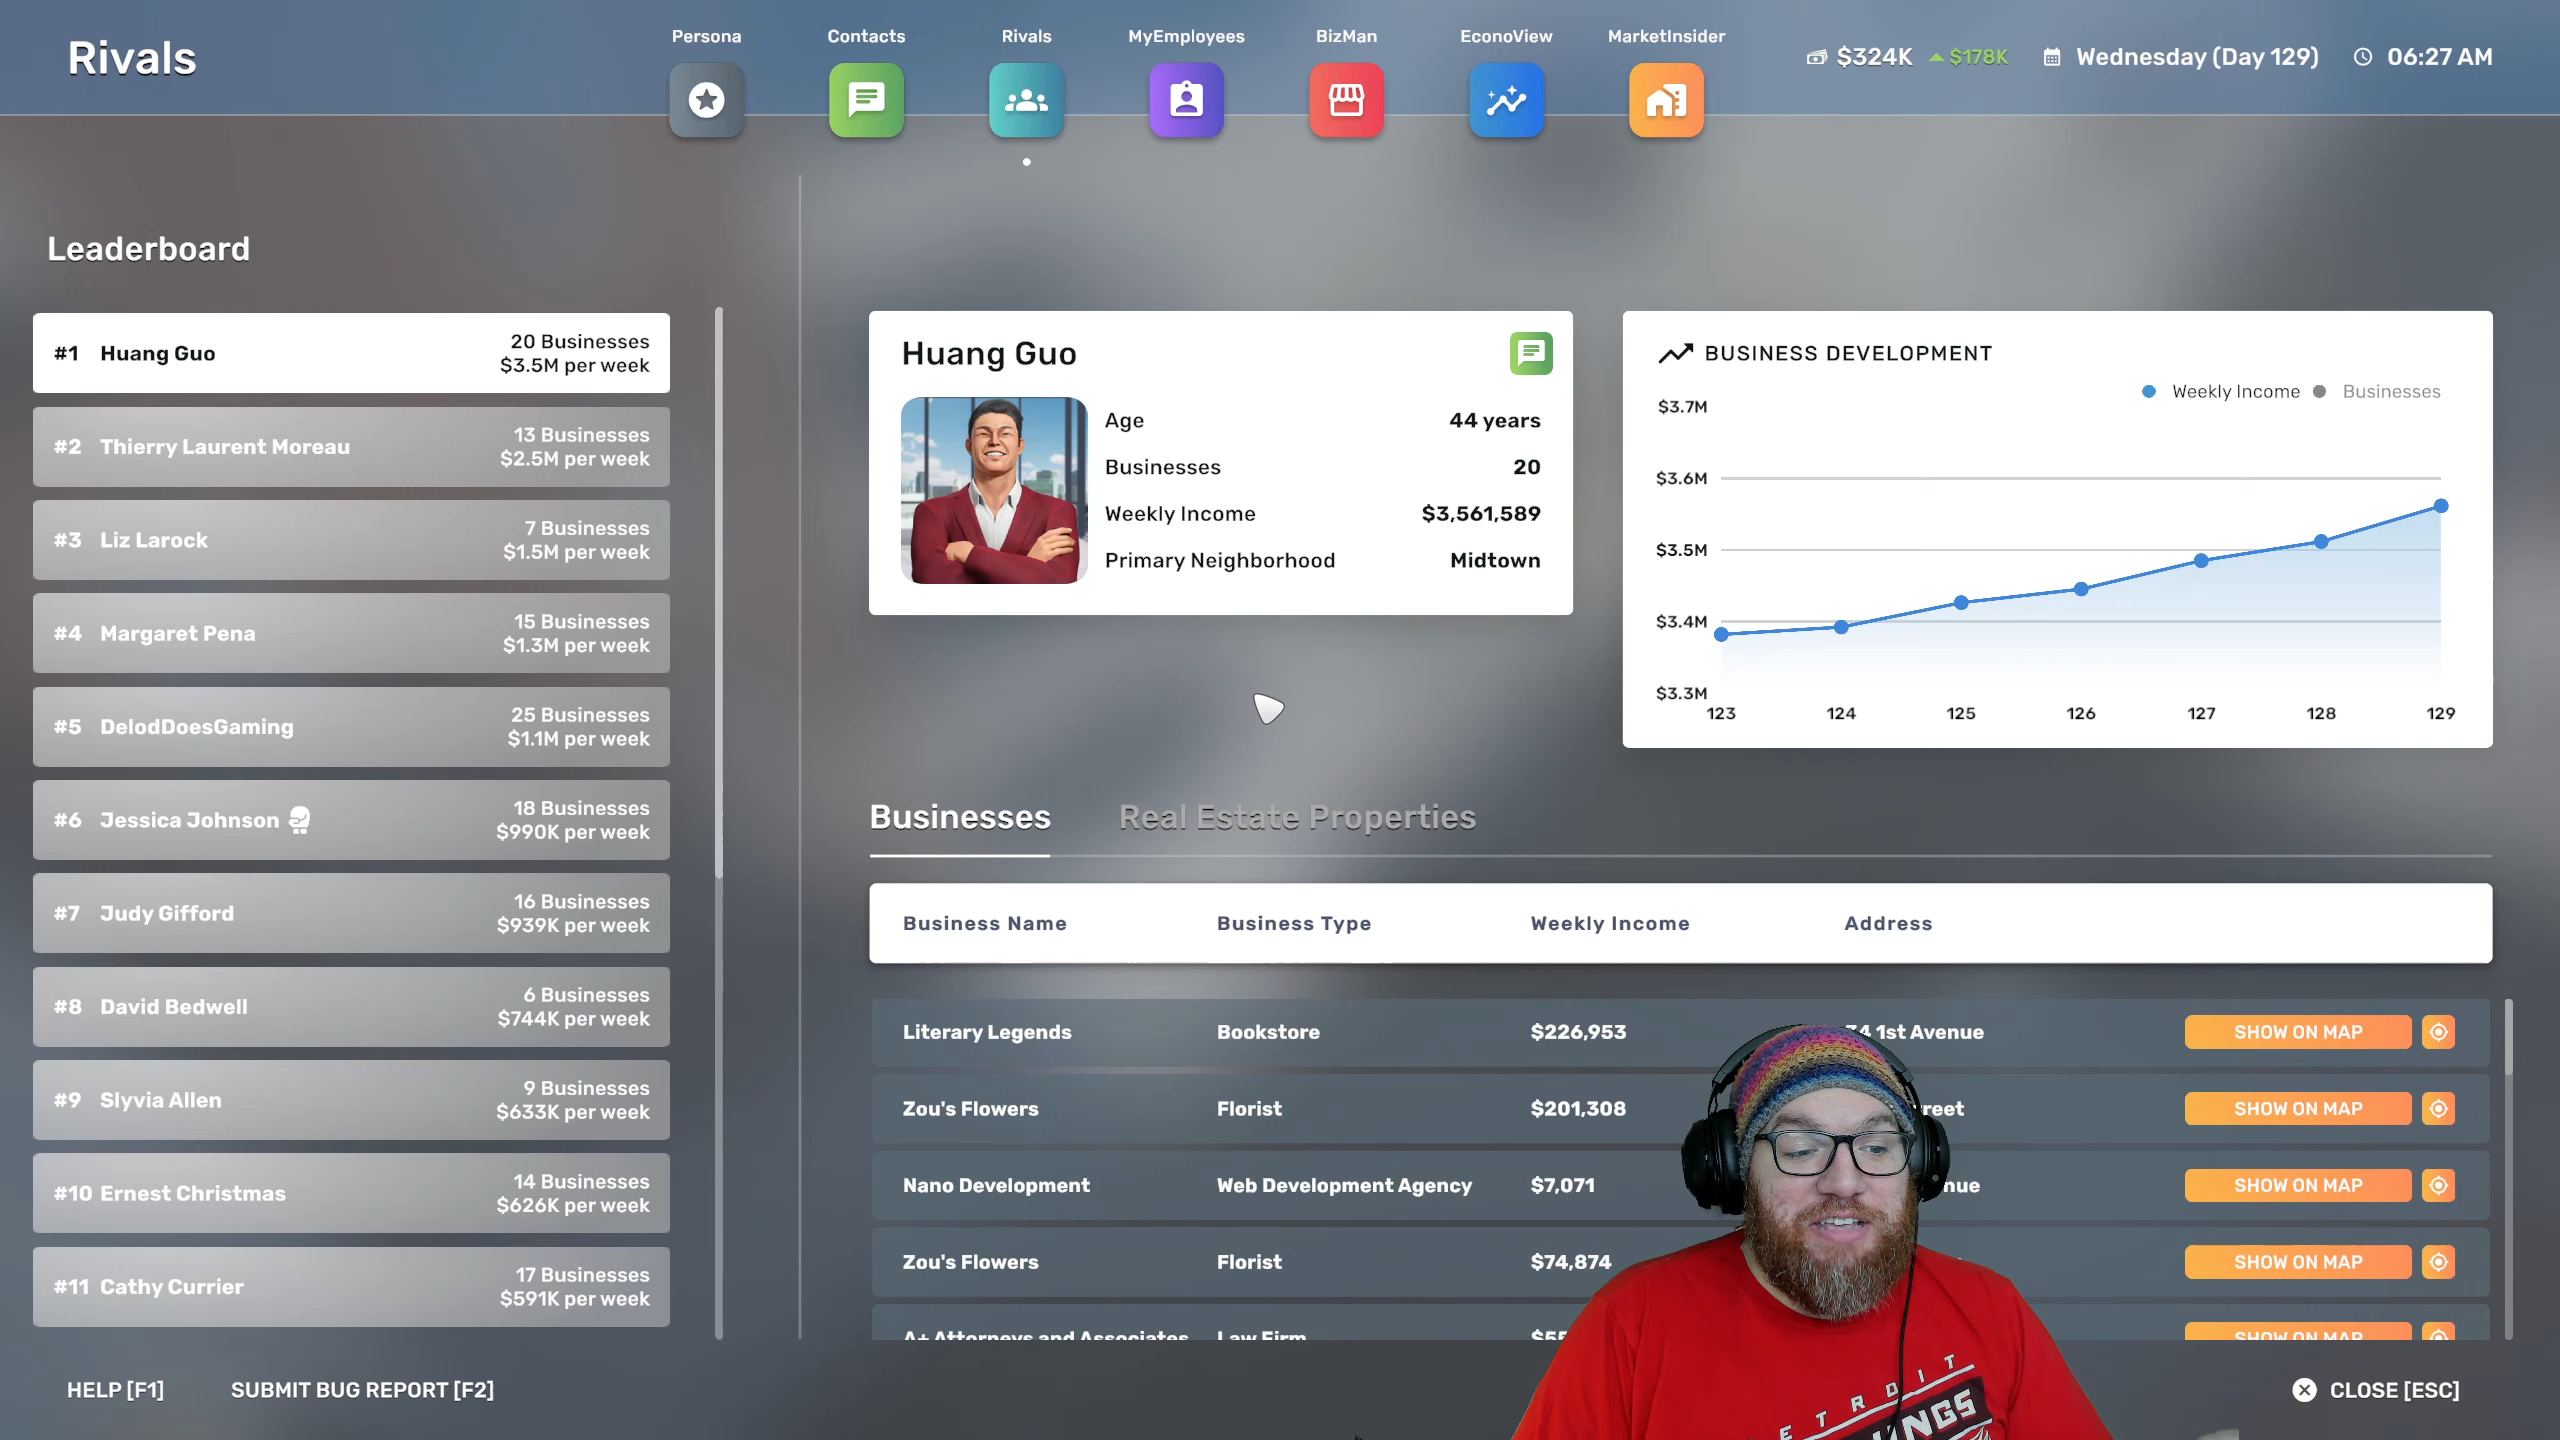 Rivals
Persona
Contacts
Rivals
MyEmployees
BizMan
EconoView
MarketInsider
$324K
$178K
Wednesday (Day 129)
06:27 AM
Leaderboard
#1 Huang Guo
20 Businesses
$3.5M per week
#2 Thierry Laurent Moreau
13 Businesses
$2.5M per week
#3 Liz Larock
7 Businesses
$1.5M per week
#4 Margaret Pena
15 Businesses
$1.3M per week
#5 DelodDoesGaming
25 Businesses
$1.1M per week
#6 Jessica Johnson
18 Businesses
$990K per week
#7 Judy Gifford
16 Businesses
$939K per week
#8 David Bedwell
6 Businesses
$744K per week
#9 Slyvia Allen
9 Businesses
$633K per week
#10 Ernest Christmas
14 Businesses
$626K per week
#11 Cathy Currier
17 Businesses
$591K per week
Huang Guo
Age 44 years
Businesses 20
Weekly Income $3,561,589
Primary Neighborhood Midtown
BUSINESS DEVELOPMENT
Weekly Income Businesses
$3.7M
$3.6M
$3.5M
$3.4M
$3.3M
123 124 125 126 127 128 129
Businesses Real Estate Properties
Business Name Business Type Weekly Income Address
Literary Legends Bookstore $226,953 1st Avenue SHOW ON MAP
Zou's Flowers Florist $201,308 SHOW ON MAP
Nano Development Web Development Agency $7,071 SHOW ON MAP
Zou's Flowers Florist $74,874 SHOW ON MAP
A+ Attorneys and Associates Law Firm SHOW ON MAP
HELP [F1] SUBMIT BUG REPORT [F2]
CLOSE [ESC]